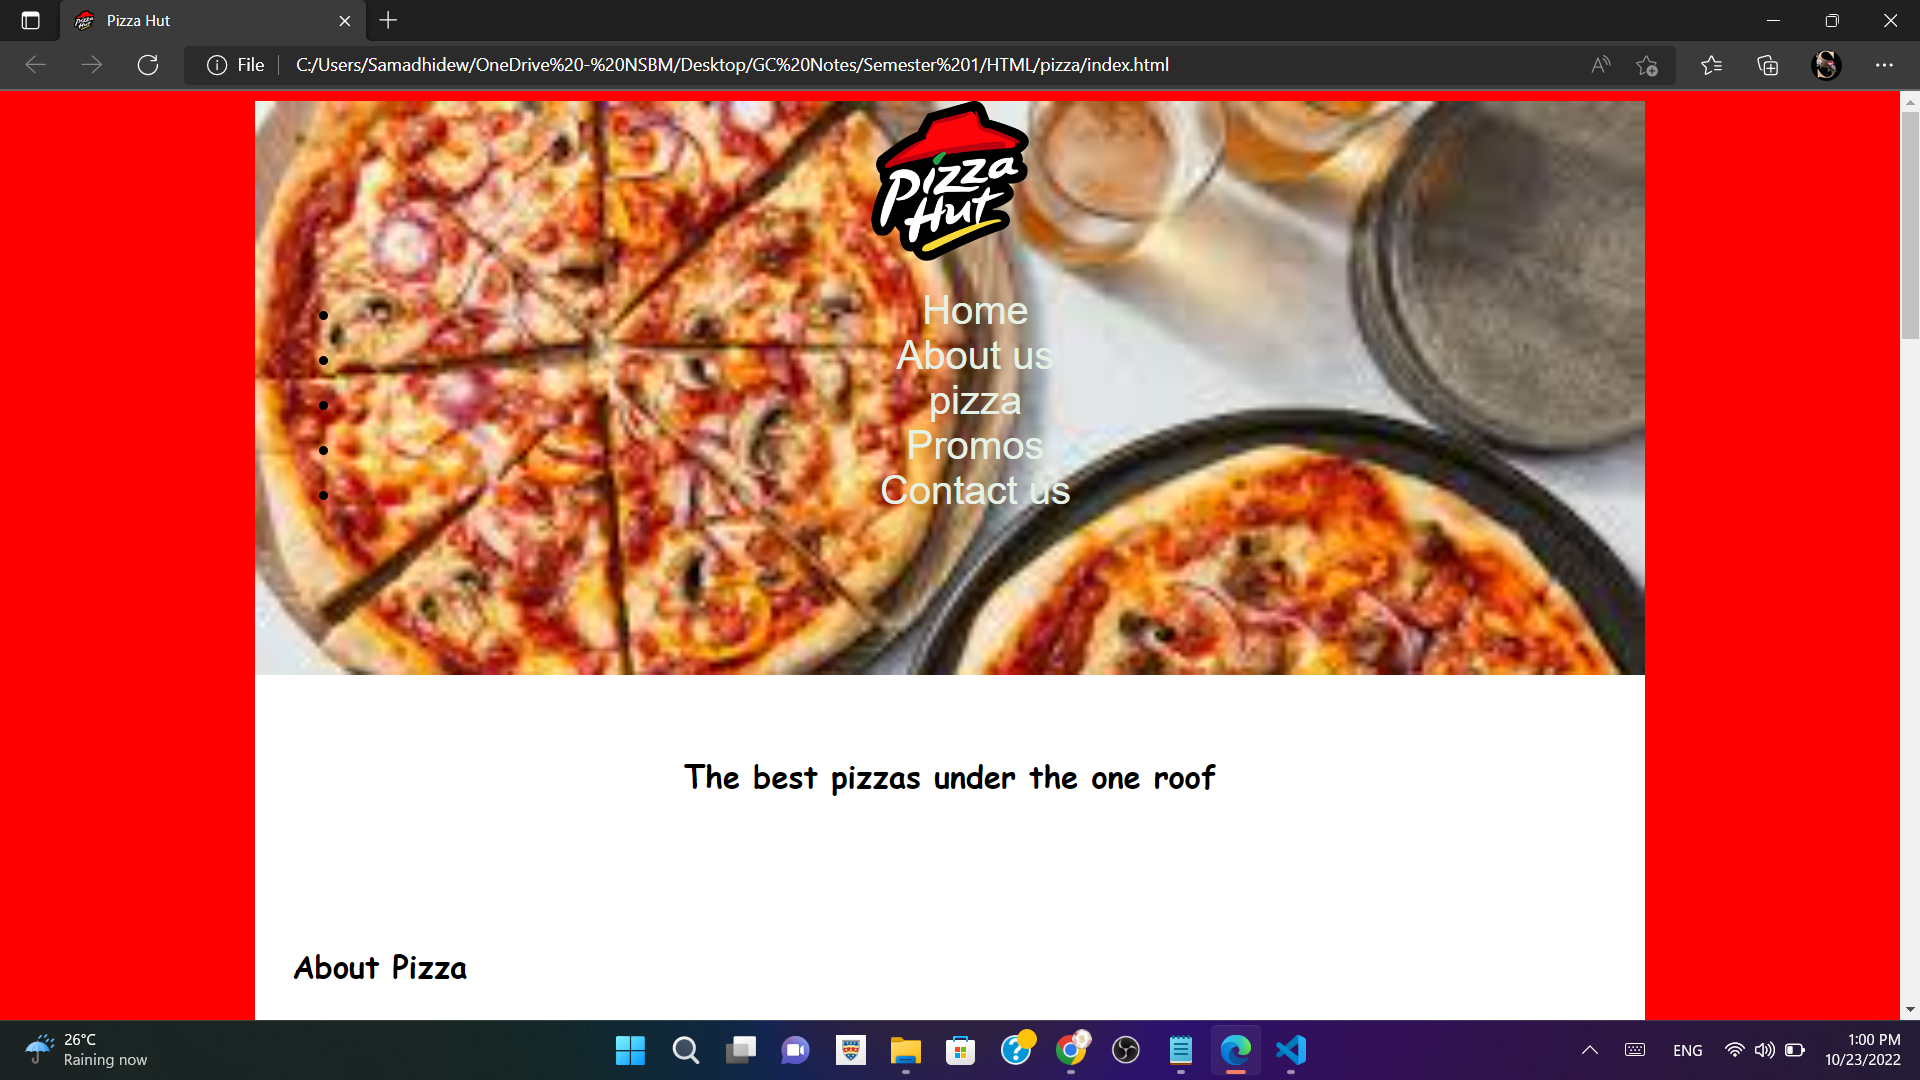 Pizza Hut
File
C:/Users/Samadhidew/OneDrive%20-%20NSBM/Desktop/GC%20Notes/Semester%201/HTML/pizza/index.html
Pizza
Hut
Home
About us
pizza
Promos
Contact us
The best pizzas under the one roof
About Pizza
26°C
Raining now
ENG
1:00 PM
10/23/2022